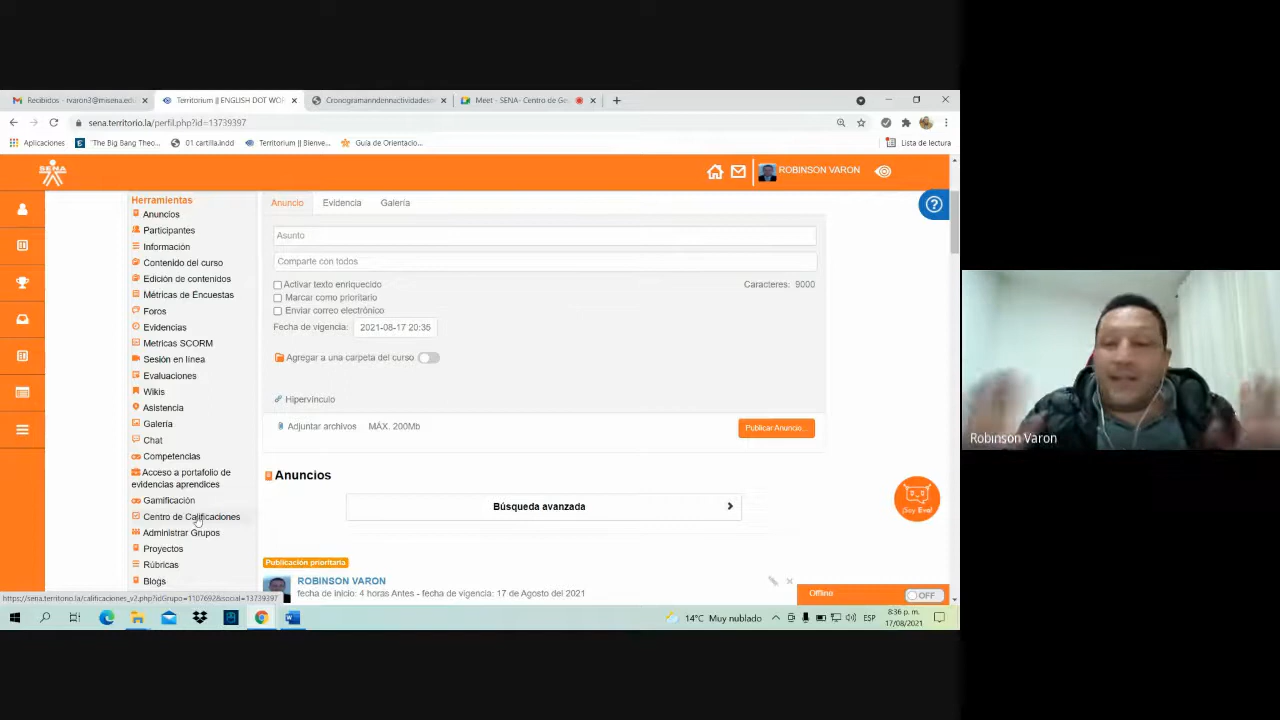 Recibidos - rvaron3@misena.edu
Territorium || ENGLISH DOT WOR
Meet - SENA- Centro de Ge
sena.territorio.la/perfil.php?id=13739397
Aplicaciones
'The Big Bang Theo...
01 cartilla.indd
Territorium || Bienve...
Guía de Orientacio...
Lista de lectura
SENA
ROBINSON VARON
Herramientas
Anuncios
Participantes
Información
Contenido del curso
Edición de contenidos
Métricas de Encuestas
Foros
Evidencias
Metricas SCORM
Sesión en línea
Evaluaciones
Wikis
Asistencia
Galería
Chat
Competencias
Acceso a portafolio de
evidencias aprendices
Gamificación
Centro de Calificaciones
Administrar Grupos
Proyectos
Rúbricas
Blogs
Anuncio
Evidencia
Galería
Asunto
Comparte con todos
Activar texto enriquecido
Caracteres: 9000
Marcar como prioritario
Enviar correo electrónico
Fecha de vigencia:
2021-08-17 20:35
Agregar a una carpeta del curso
Hipervínculo
Adjuntar archivos
MÁX. 200Mb
Publicar Anuncio...
Anuncios
Búsqueda avanzada
Publicación prioritaria
ROBINSON VARON
fecha de inicio: 4 horas Antes - fecha de vigencia: 17 de Agosto del 2021
Offline
OFF
14°C Muy nublado
ESP
8:36 p. m.
17/08/2021
Robinson Varon